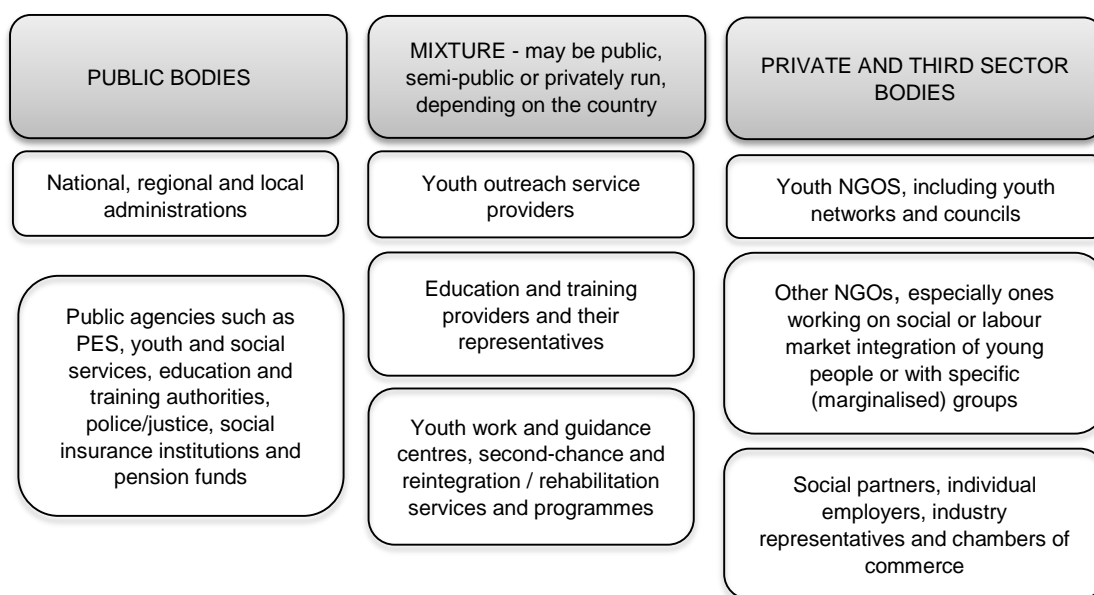 PUBLIC BODIES
MIXTURE - may be public,
semi-public or privately run,
depending on the country
PRIVATE AND THIRD SECTOR
BODIES
National, regional and local
administrations
Youth outreach service
providers
Youth NGOS, including youth
networks and councils
Public agencies such as
PES, youth and social
services, education and
training authorities,
police/justice, social
insurance institutions and
pension funds
Education and training
providers and their
representatives
Other NGOs, especially ones
working on social or labour
market integration of young
people or with specific
(marginalised) groups
Youth work and guidance
centres, second-chance and
reintegration / rehabilitation
services and programmes
Social partners, individual
employers, industry
representatives and chambers of
commerce